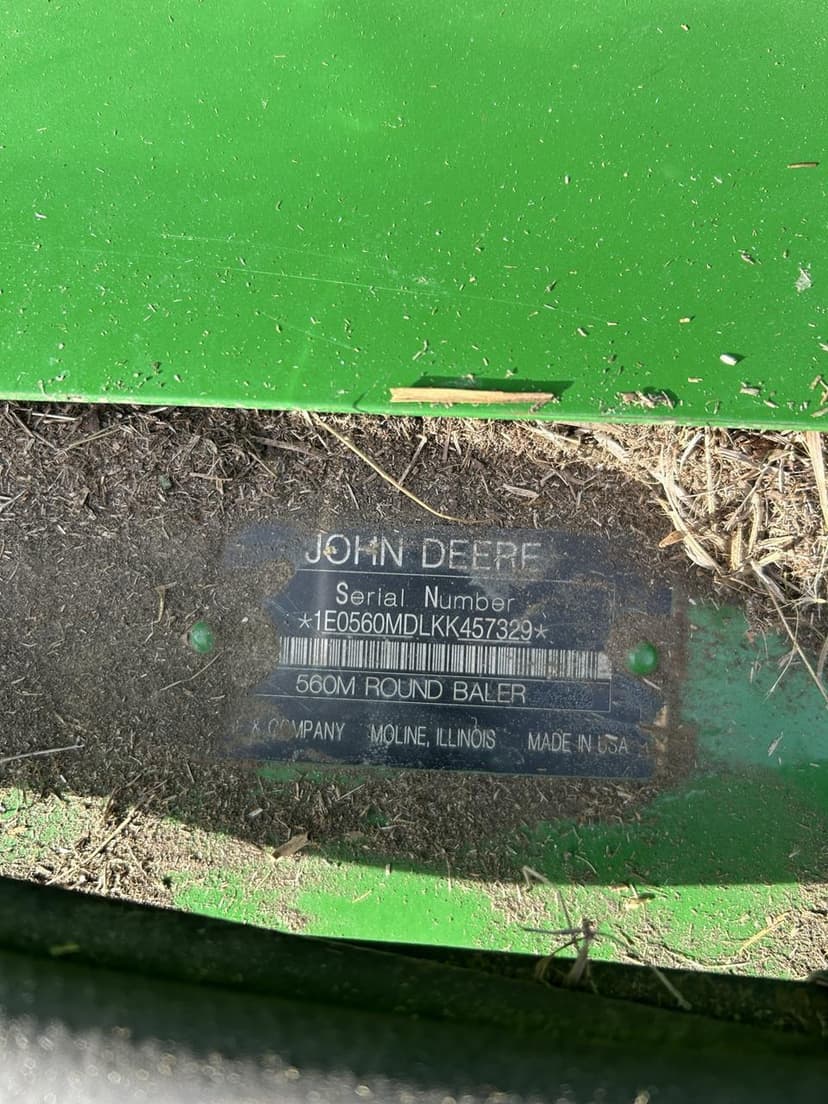 JOHN DEERE
Serial Number
*1E0560MDLKK457329*
560M ROUND BALER
COMPANY MOLINE, ILLINOIS MADE IN USA